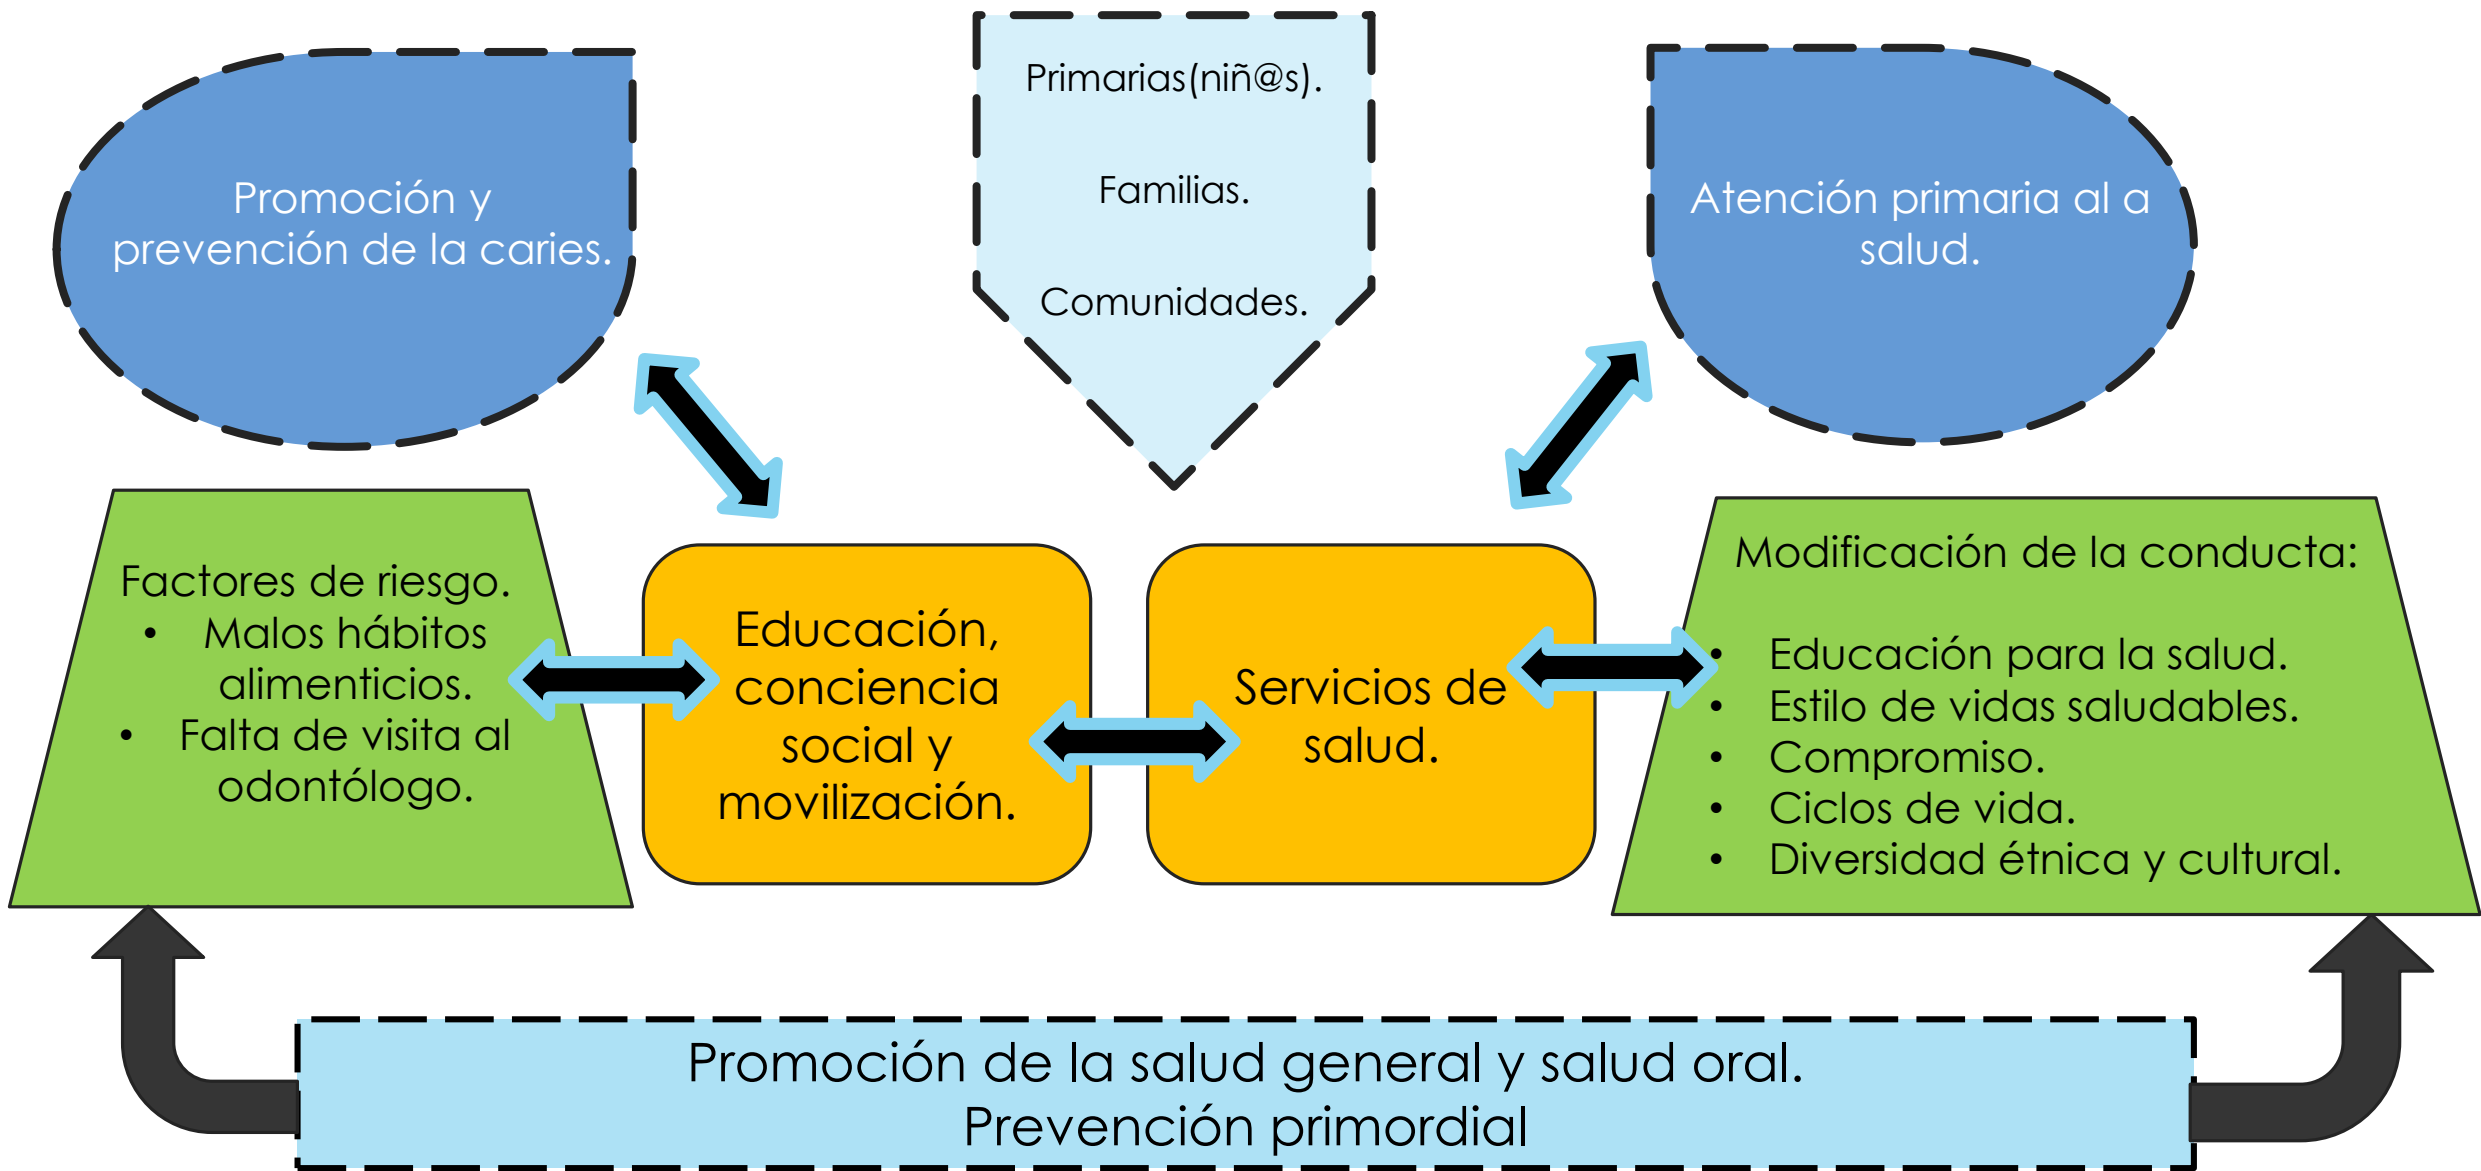 Promoción y
prevención de la caries.
Primarias(niñ@s).
Familias.
Comunidades.
Atención primaria al a
salud.
Factores de riesgo.
• Malos hábitos
alimenticios.
• Falta de visita al
odontólogo.
Educación,
conciencia
social y
movilización.
Servicios de
salud.
Modificación de la conducta:
• Educación para la salud.
• Estilo de vidas saludables.
• Compromiso.
• Ciclos de vida.
• Diversidad étnica y cultural.
Promoción de la salud general y salud oral.
Prevención primordial